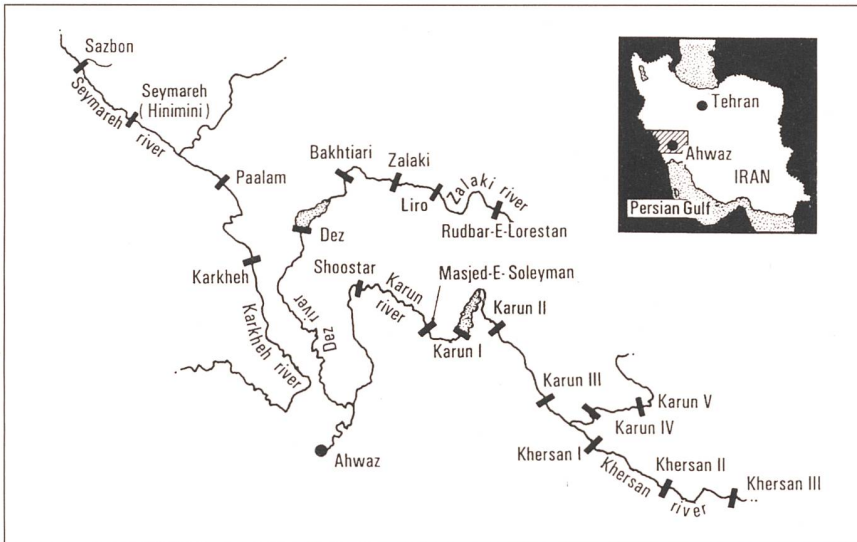 Sazbon
Seymareh
(Hinimini)
Seymareh
river
Paalam
Karkheh
Karkheh river
Bakhtiari
Zalaki
Liro
Zalaki river
Rudbar-E-Lorestan
Dez
Dez river
Shoostar
Karun
river
Masjed-E-Soleyman
Karun I
Karun II
Karun III
Karun V
Karun IV
Khersan I
Khersan
river
Khersan II
Khersan III
Ahwaz
Tehran
Ahwaz
IRAN
Persian Gulf